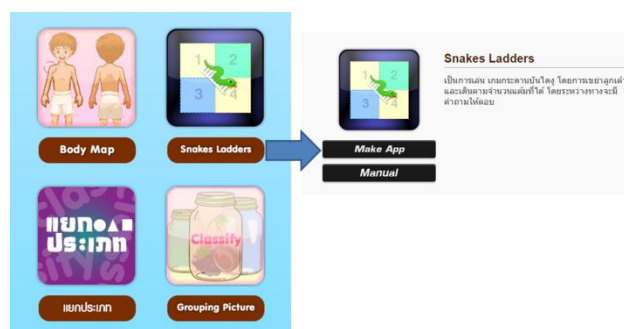 Body Map
1 2
3 4
Snakes Ladders
แยก
ประเภท
Classify
แยกประเภท
Grouping Picture
1 2
3 4
Snakes Ladders
เป็นการเล่น เกมกระดานบันไดงู โดยการเขย่าลูกเต๋า
และเดินตามจำนวนแต้มที่ได้ โดยระหว่างทางจะมี
คำถามให้ตอบ
Make App
Manual